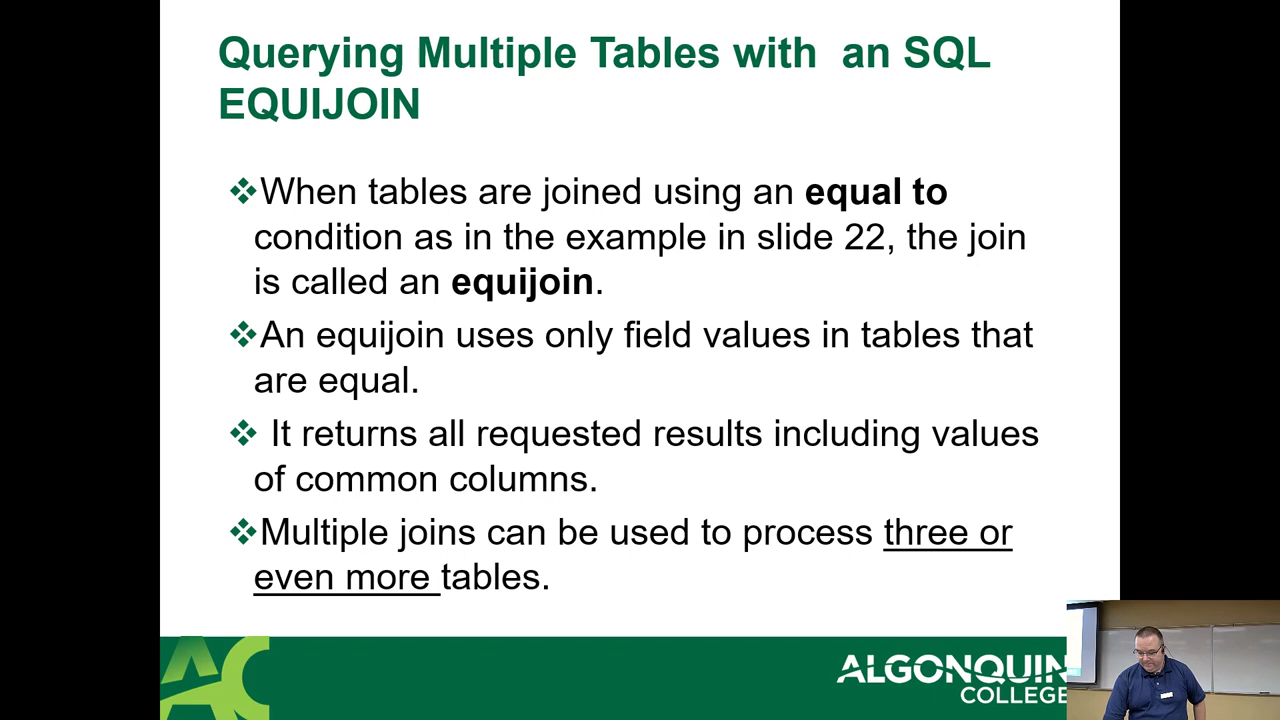 Querying Multiple Tables with  an SQL
EQUIJOIN
❖When tables are joined using an equal to
condition as in the example in slide 22, the join
is called an equijoin.
❖An equijoin uses only field values in tables that
are equal.
❖ It returns all requested results including values
of common columns.
❖Multiple joins can be used to process three or
even more tables.
AC
ALGONQUIN
COLLEGE